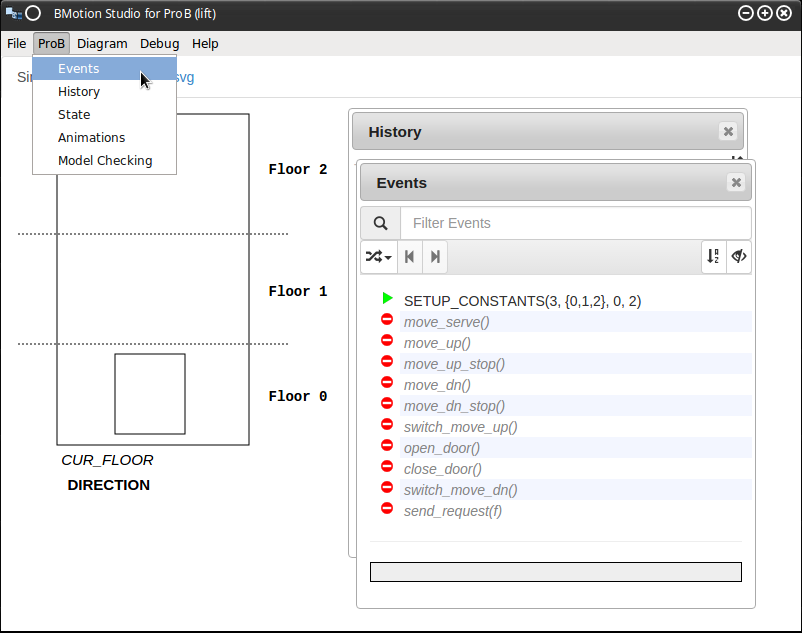 BMotion Studio for ProB (lift)
File ProB Diagram Debug Help
Events
History
State
Animations
Model Checking
svg
Floor 2
Floor 1
Floor 0
CUR_FLOOR
DIRECTION
History
Events
Filter Events
SETUP_CONSTANTS(3, {0,1,2}, 0, 2)
move_serve()
move_up()
move_up_stop()
move_dn()
move_dn_stop()
switch_move_up()
open_door()
close_door()
switch_move_dn()
send_request(f)